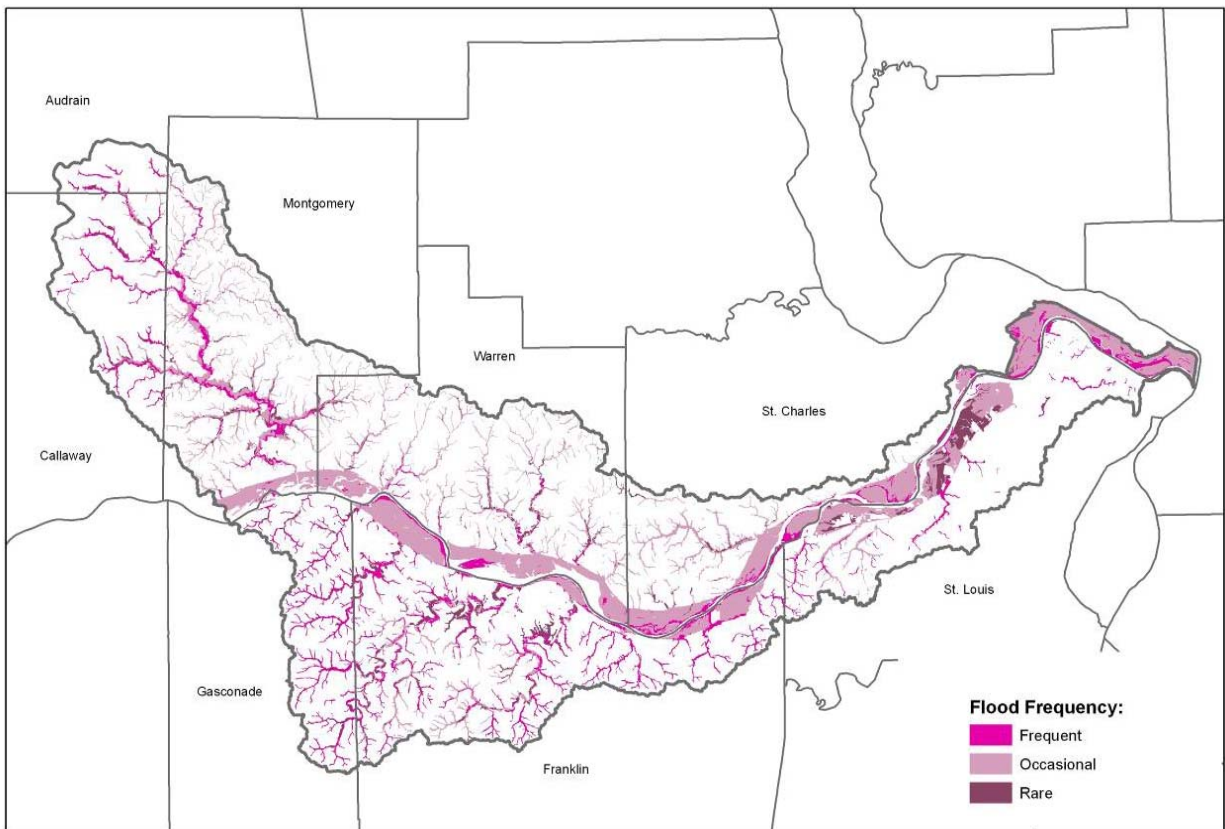 Audrain
Montgomery
Warren
St. Charles
Callaway
St. Louis
Gasconade
Franklin
Flood Frequency:
Frequent
Occasional
Rare